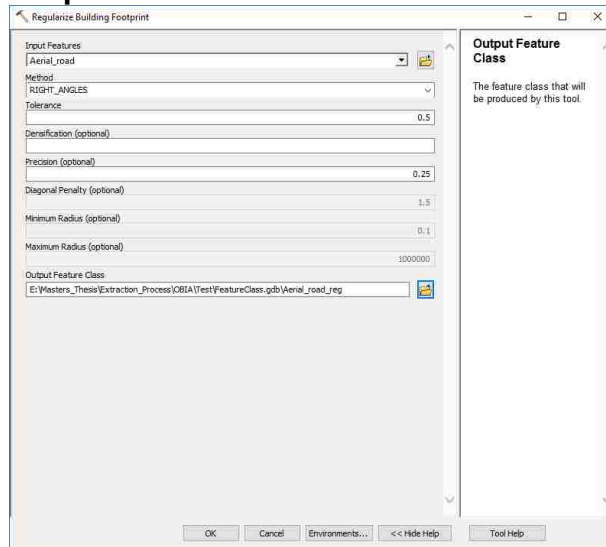 Regularize Building Footprint
Input Features
Aerial_road
Method
RIGHT_ANGLES
Tolerance
0.5
Densification (optional)
Precision (optional)
0.25
Diagonal Penalty (optional)
1.5
Minimum Radius (optional)
0.1
Maximum Radius (optional)
1000000
Output Feature Class
E:\Masters_Thesis\Extraction_Process\OBIA\Test\FeatureClass.gdb\Aerial_road_reg
OK
Cancel
Environments...
<< Hide Help
Output Feature
Class
The feature class that will
be produced by this tool.
Tool Help